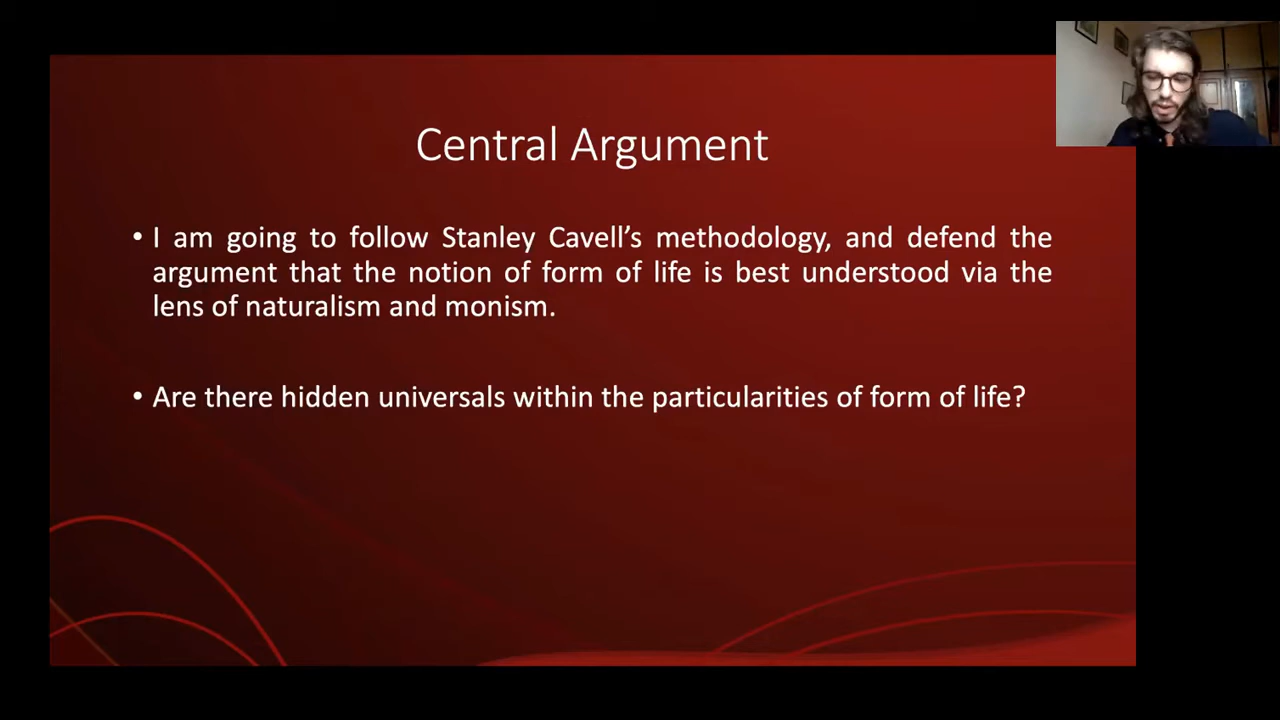 Central Argument
• I am going to follow Stanley Cavell’s methodology, and defend the
argument that the notion of form of life is best understood via the
lens of naturalism and monism.
• Are there hidden universals within the particularities of form of life?